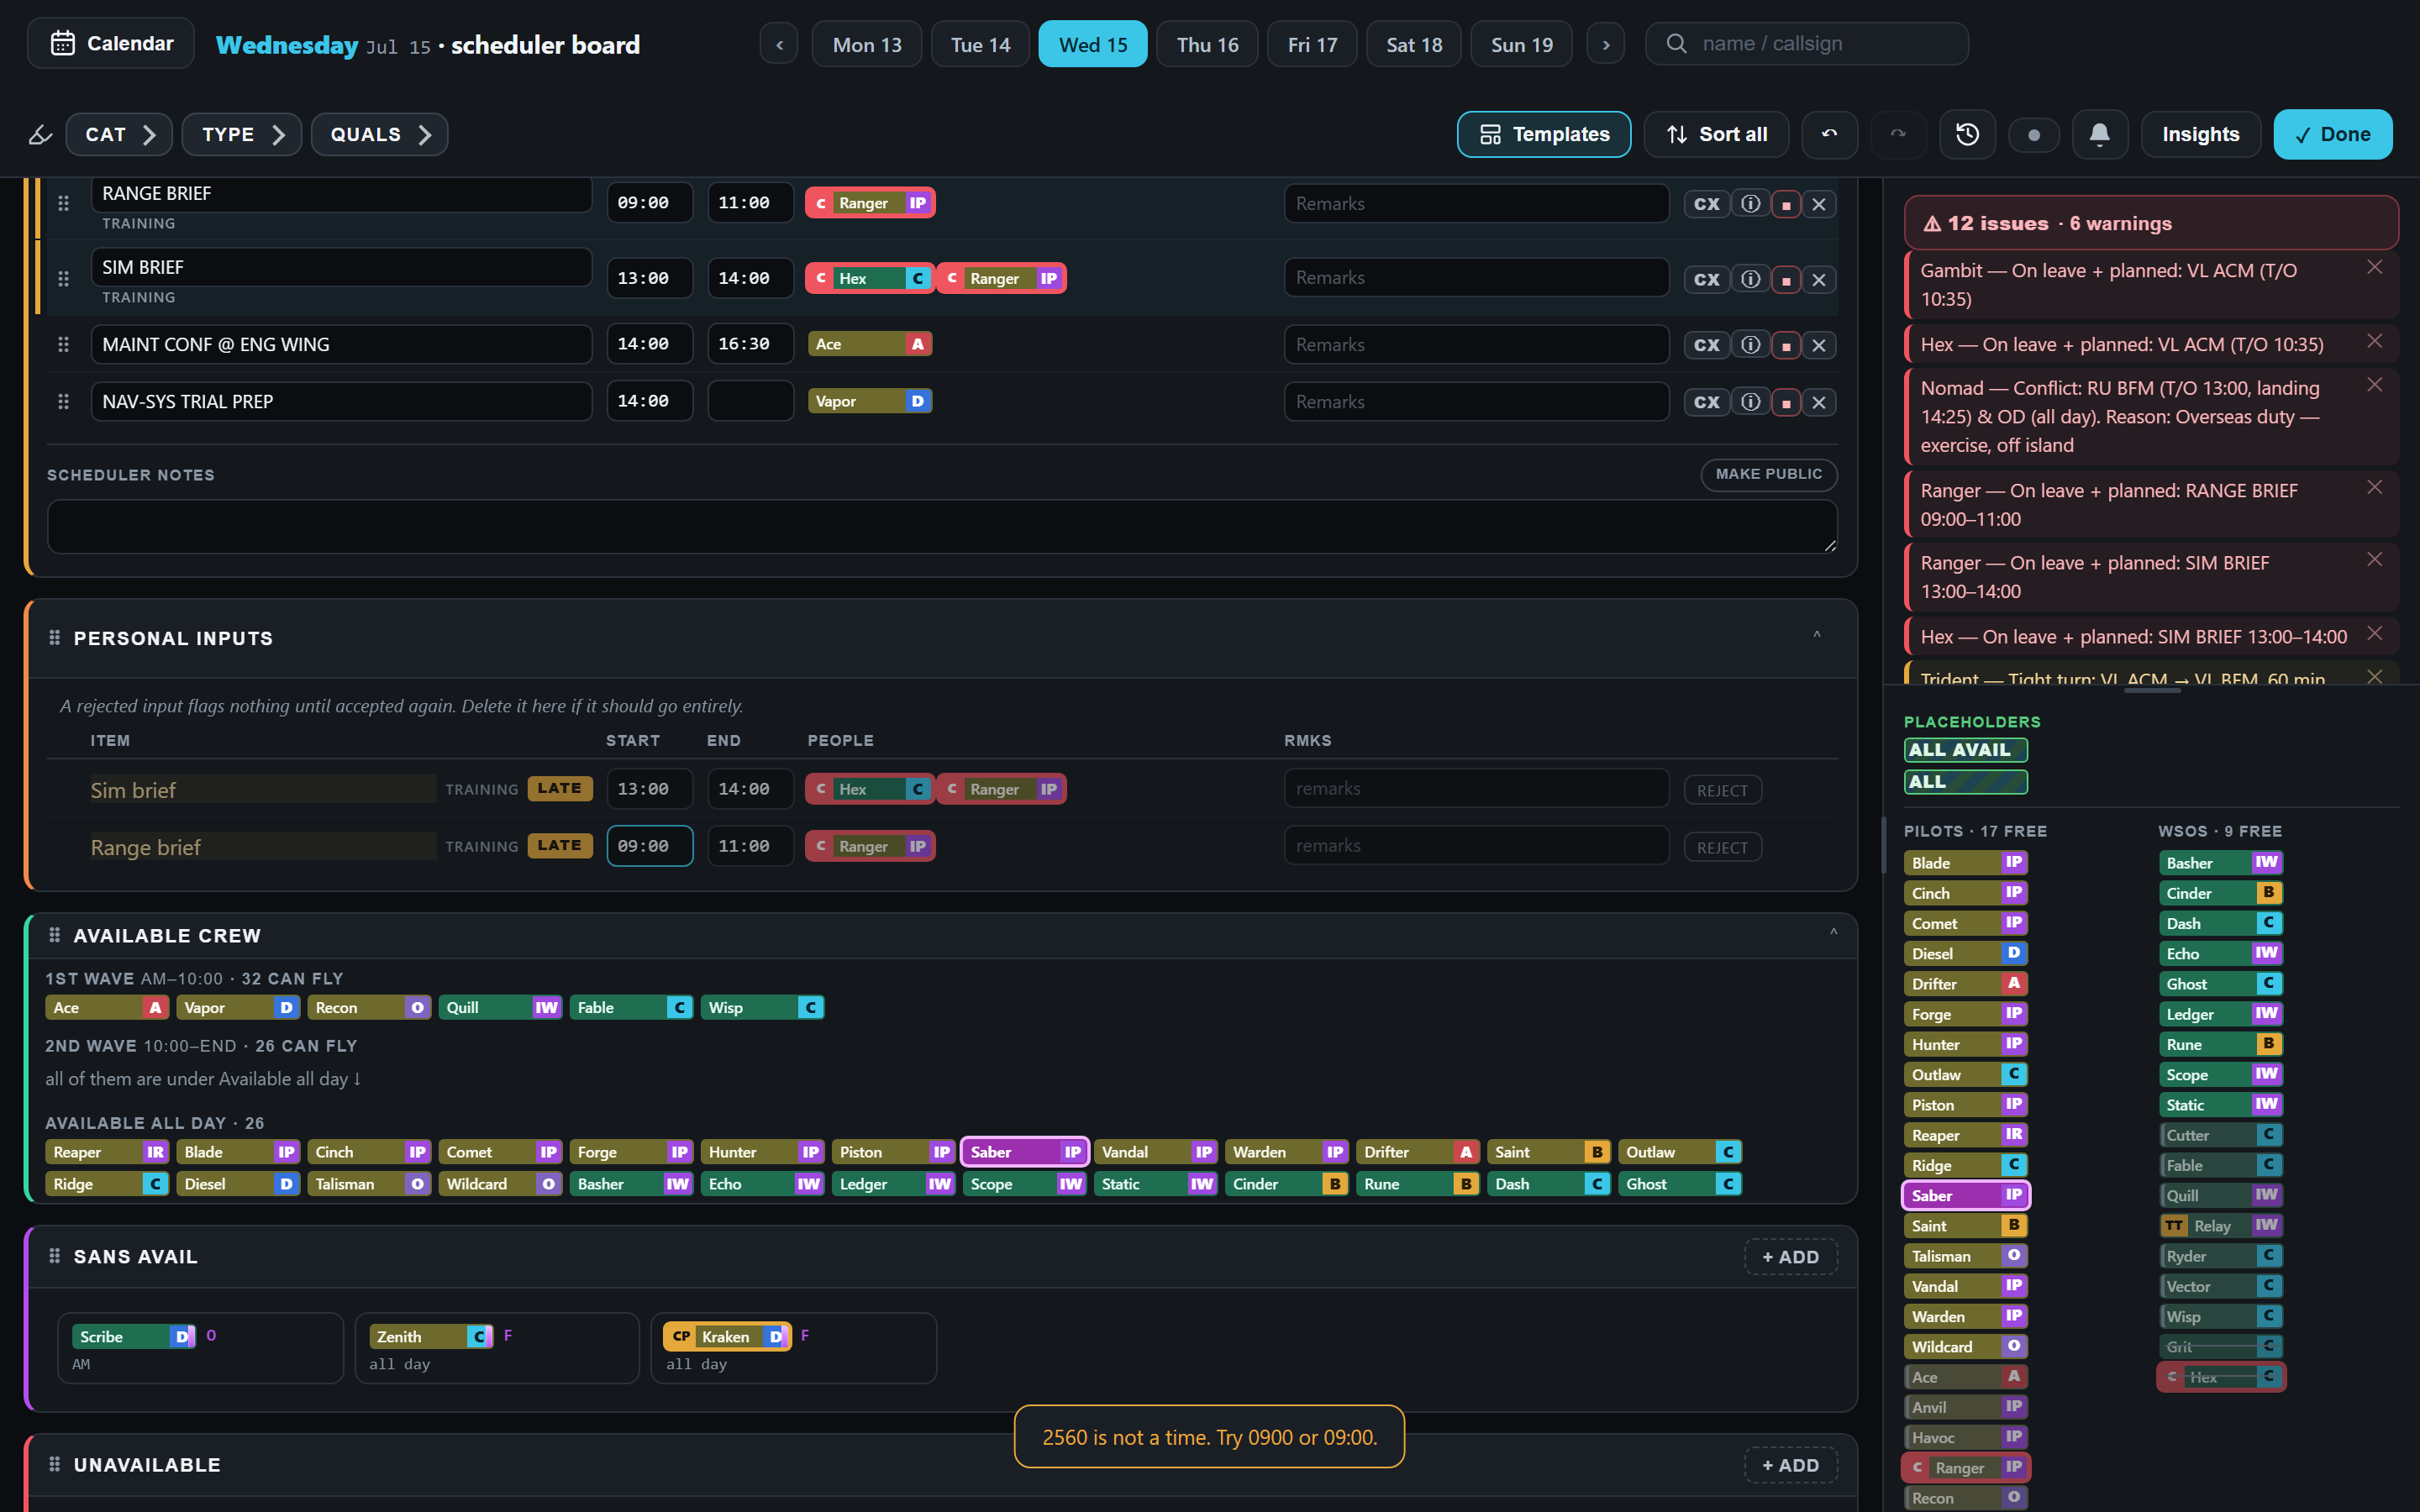 Calendar
Wednesday Jul 15 · scheduler board
‹ Mon 13 Tue 14 Wed 15 Thu 16 Fri 17 Sat 18 Sun 19 ›
name / callsign
CAT TYPE QUALS
Templates Sort all Insights ✓ Done
RANGE BRIEF 09:00 11:00 C Ranger IP Remarks CX
TRAINING
SIM BRIEF 13:00 14:00 C Hex C C Ranger IP Remarks CX
TRAINING
MAINT CONF @ ENG WING 14:00 16:30 Ace A Remarks CX
NAV-SYS TRIAL PREP 14:00 Vapor D Remarks CX
SCHEDULER NOTES MAKE PUBLIC
PERSONAL INPUTS
A rejected input flags nothing until accepted again. Delete it here if it should go entirely.
ITEM START END PEOPLE RMKS
Sim brief TRAINING LATE 13:00 14:00 C Hex C C Ranger IP remarks REJECT
Range brief TRAINING LATE 09:00 11:00 C Ranger IP remarks REJECT
AVAILABLE CREW
1ST WAVE AM–10:00 · 32 CAN FLY
Ace A Vapor D Recon O Quill IW Fable C Wisp C
2ND WAVE 10:00–END · 26 CAN FLY
all of them are under Available all day ↓
AVAILABLE ALL DAY · 26
Reaper IR Blade IP Cinch IP Comet IP Forge IP Hunter IP Piston IP Saber IP Vandal IP Warden IP Drifter A Saint B Outlaw C
Ridge C Diesel D Talisman O Wildcard O Basher IW Echo IW Ledger IW Scope IW Static IW Cinder B Rune B Dash C Ghost C
SANS AVAIL + ADD
Scribe D O
AM
Zenith C F
all day
CP Kraken D F
all day
UNAVAILABLE + ADD
2560 is not a time. Try 0900 or 09:00.
⚠ 12 issues · 6 warnings
Gambit — On leave + planned: VL ACM (T/O
10:35)
Hex — On leave + planned: VL ACM (T/O 10:35)
Nomad — Conflict: RU BFM (T/O 13:00, landing
14:25) & OD (all day). Reason: Overseas duty —
exercise, off island
Ranger — On leave + planned: RANGE BRIEF
09:00–11:00
Ranger — On leave + planned: SIM BRIEF
13:00–14:00
Hex — On leave + planned: SIM BRIEF 13:00–14:00
Trident — Tight turn: VL ACM → VL BFM, 60 min
PLACEHOLDERS
ALL AVAIL
ALL
PILOTS · 17 FREE
Blade IP
Cinch IP
Comet IP
Diesel D
Drifter A
Forge IP
Hunter IP
Outlaw C
Piston IP
Reaper IR
Ridge C
Saber IP
Saint B
Talisman O
Vandal IP
Warden IP
Wildcard O
Ace A
Anvil IP
Havoc IP
C Ranger IP
Recon O
WSOS · 9 FREE
Basher IW
Cinder B
Dash C
Echo IW
Ghost C
Ledger IW
Rune B
Scope IW
Static IW
Cutter C
Fable C
Quill IW
TT Relay IW
Ryder C
Vector C
Wisp C
Grit C
C Hex C